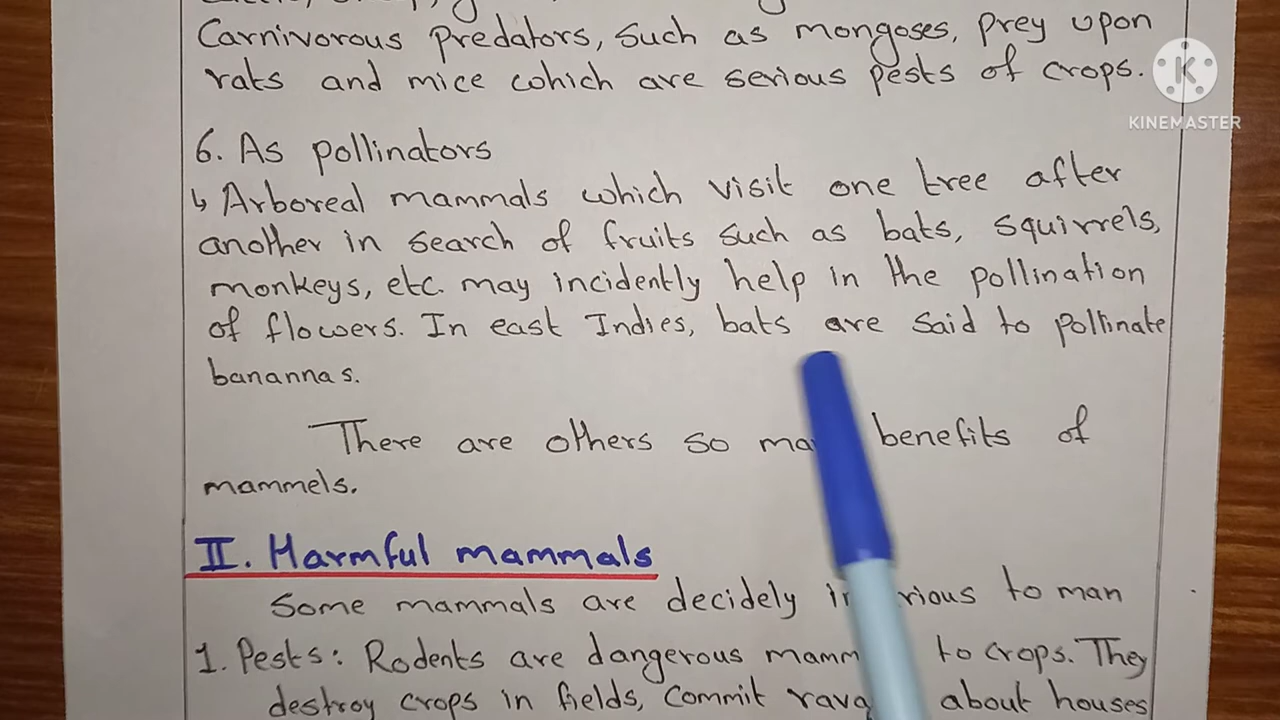 Carnivorous predators, such as mongoses, prey upon
rats and mice which are serious pests of crops.
KINEMASTER
6. As pollinators
↳ Arboreal mammals which visit one tree after
another in search of fruits such as bats, squirrels,
monkeys, etc. may incidently help in the pollination
of flowers. In east Indies, bats are said to pollinate
banannas.
There are others so benefits of
mammels.
II. Harmful mammals
Some mammals are decidely to man
1. Pests: Rodents are dangerous to crops. They
destroy crops in fields, commit about houses